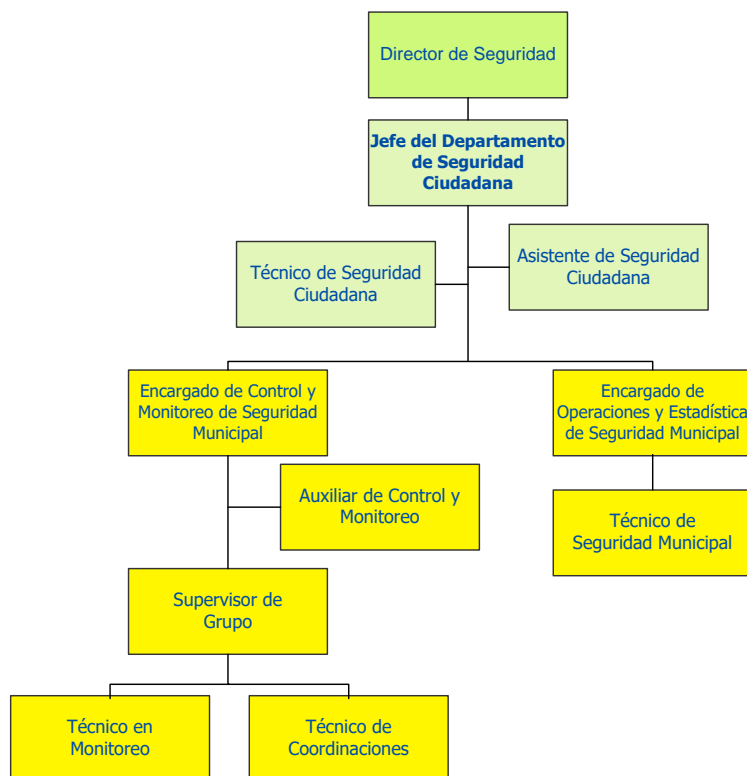 Director de Seguridad
Jefe del Departamento
de Seguridad
Ciudadana
Técnico de Seguridad
Ciudadana
Asistente de Seguridad
Ciudadana
Encargado de Control y
Monitoreo de Seguridad
Municipal
Encargado de
Operaciones y Estadística
de Seguridad Municipal
Auxiliar de Control y
Monitoreo
Técnico de
Seguridad Municipal
Supervisor de
Grupo
Técnico en
Monitoreo
Técnico de
Coordinaciones